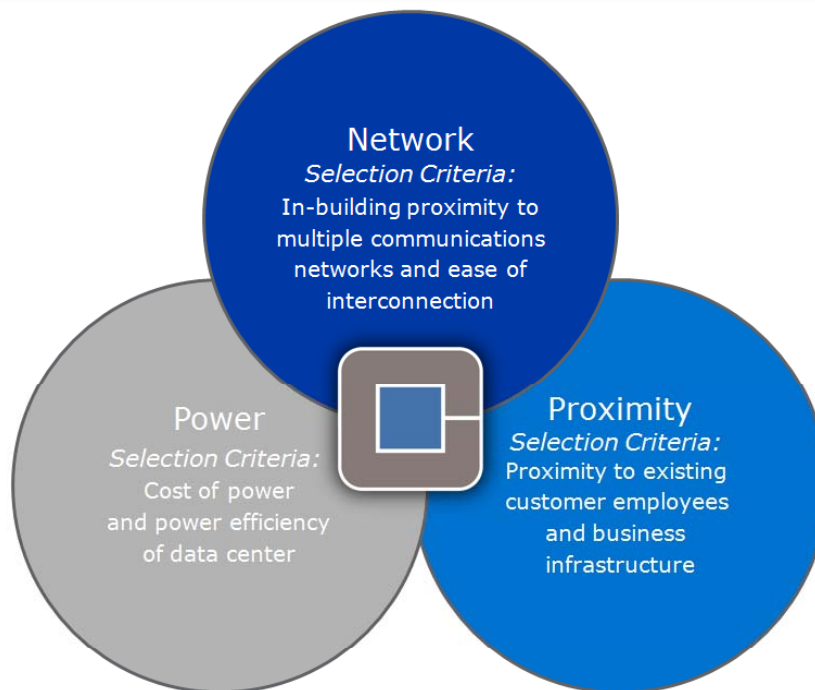 Network
Selection Criteria:
In-building proximity to
multiple communications
networks and ease of
interconnection
Power
Selection Criteria:
Cost of power
and power efficiency
of data center
Proximity
Selection Criteria:
Proximity to existing
customer employees
and business
infrastructure